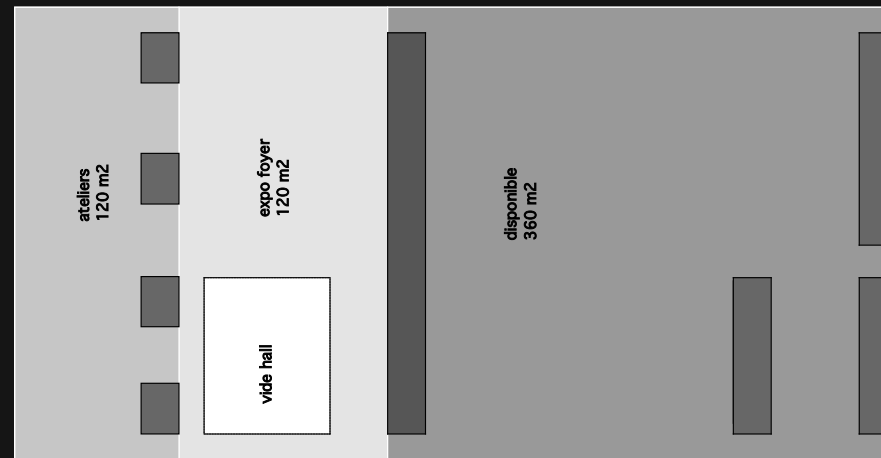 ateliers
120 m2
expo foyer
120 m2
vide hall
disponible
360 m2